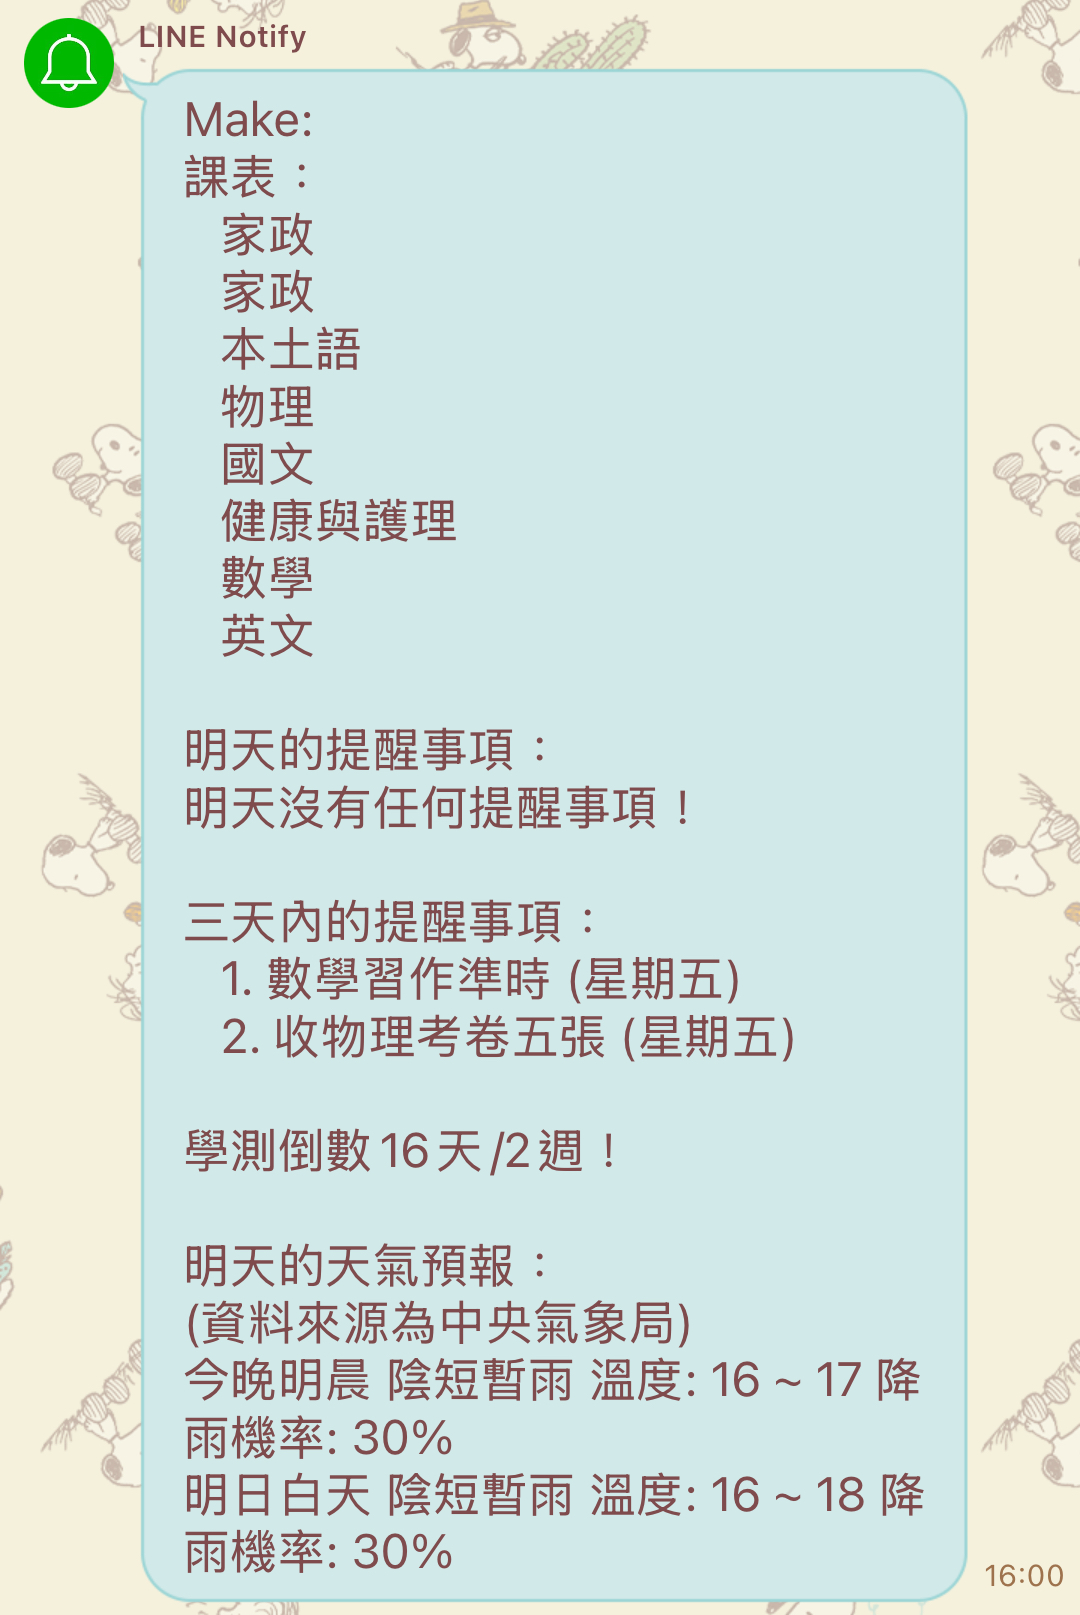 LINE Notify
Make:
課表：
家政
家政
本土語
物理
國文
健康與護理
數學
英文
明天的提醒事項：
明天沒有任何提醒事項！
三天內的提醒事項：
1. 數學習作準時 (星期五)
2. 收物理考卷五張 (星期五)
學測倒數16天/2週！
明天的天氣預報：
(資料來源為中央氣象局)
今晚明晨 陰短暫雨 溫度: 16 ~ 17 降
雨機率: 30%
明日白天 陰短暫雨 溫度: 16 ~ 18 降
雨機率: 30%
16:00